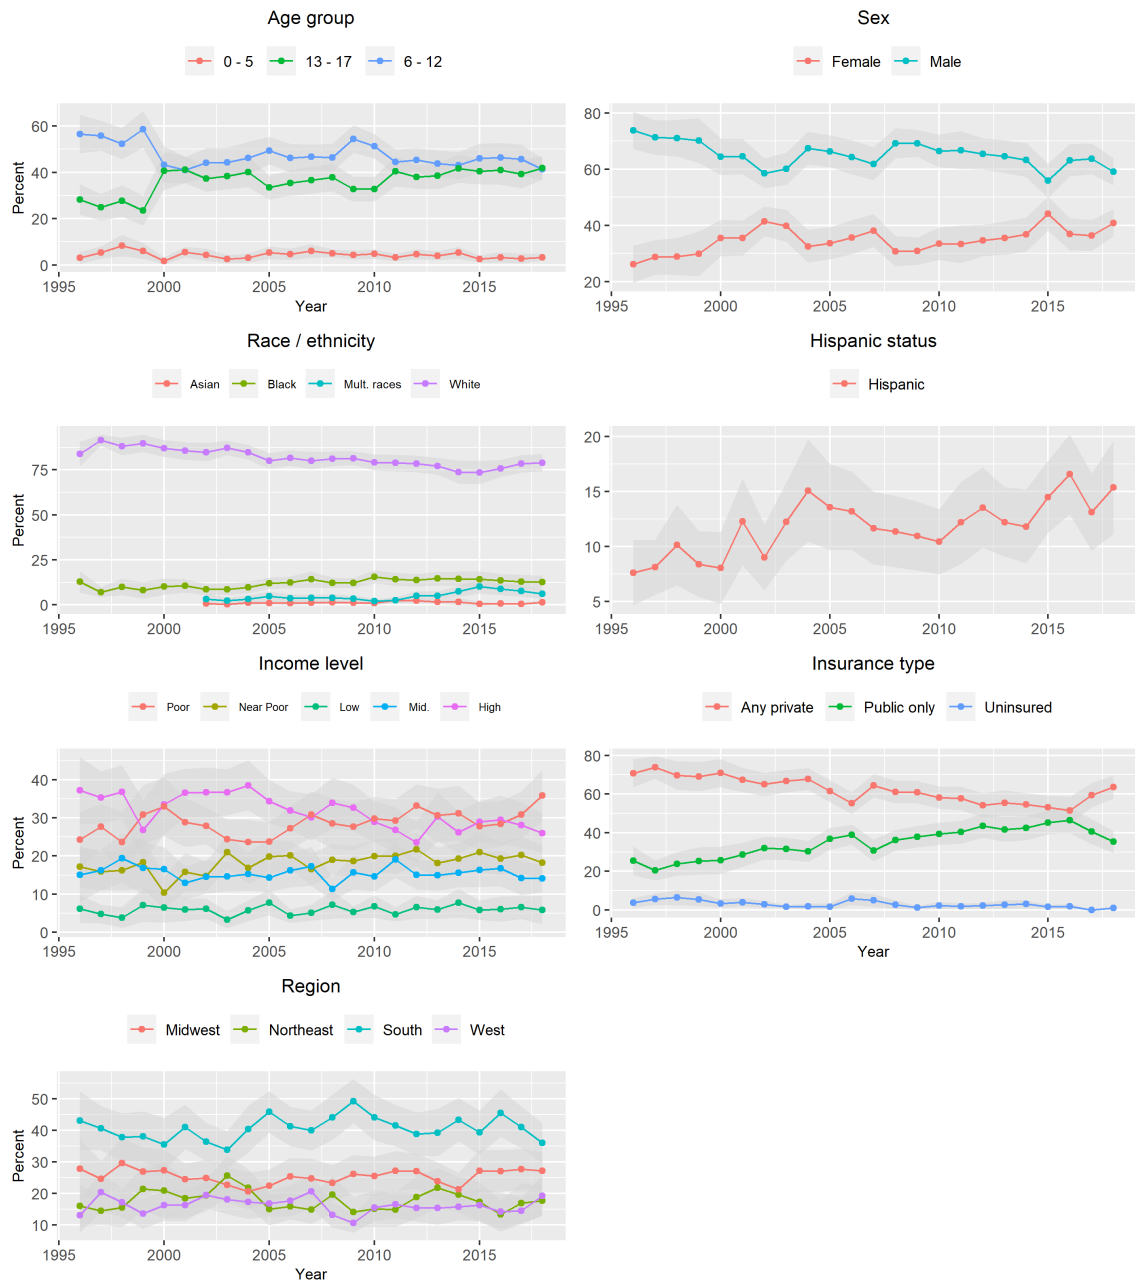 Age group
0 - 5 13 - 17 6 - 12
60
40
20
0
Percent
1995 2000 2005 2010 2015
Year
Sex
Female Male
80
60
40
20
1995 2000 2005 2010 2015
Race / ethnicity
Asian Black Mult. races White
75
50
25
0
Percent
1995 2000 2005 2010 2015
Hispanic status
Hispanic
20
15
10
5
1995 2000 2005 2010 2015
Income level
Poor Near Poor Low Mid. High
40
30
20
10
0
Percent
1995 2000 2005 2010 2015
Insurance type
Any private Public only Uninsured
80
60
40
20
0
1995 2000 2005 2010 2015
Year
Region
Midwest Northeast South West
50
40
30
20
10
Percent
1995 2000 2005 2010 2015
Year